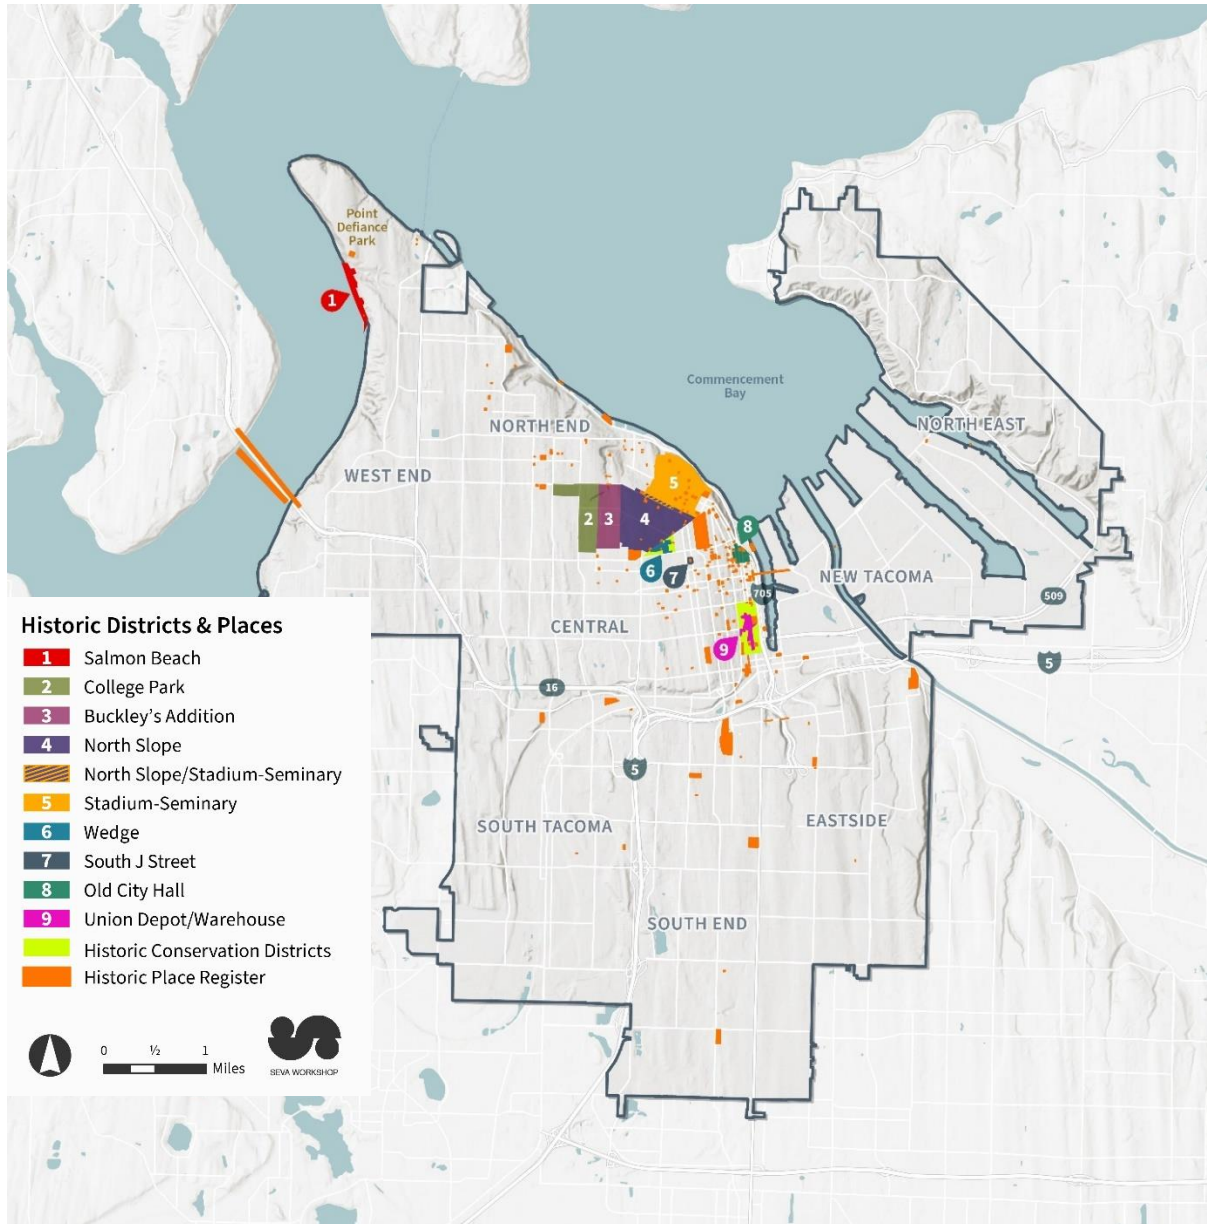 Point
Defiance
Park
1
Commencement
Bay
NORTH END
NORTH EAST
WEST END
5
2
3
4
8
6
7
NEW TACOMA
705
509
CENTRAL
9
5
16
5
SOUTH TACOMA
EASTSIDE
SOUTH END
Historic Districts & Places
1 Salmon Beach
2 College Park
3 Buckley’s Addition
4 North Slope
North Slope/Stadium-Seminary
5 Stadium-Seminary
6 Wedge
7 South J Street
8 Old City Hall
9 Union Depot/Warehouse
Historic Conservation Districts
Historic Place Register
0 ½ 1
Miles
SEVA WORKSHOP